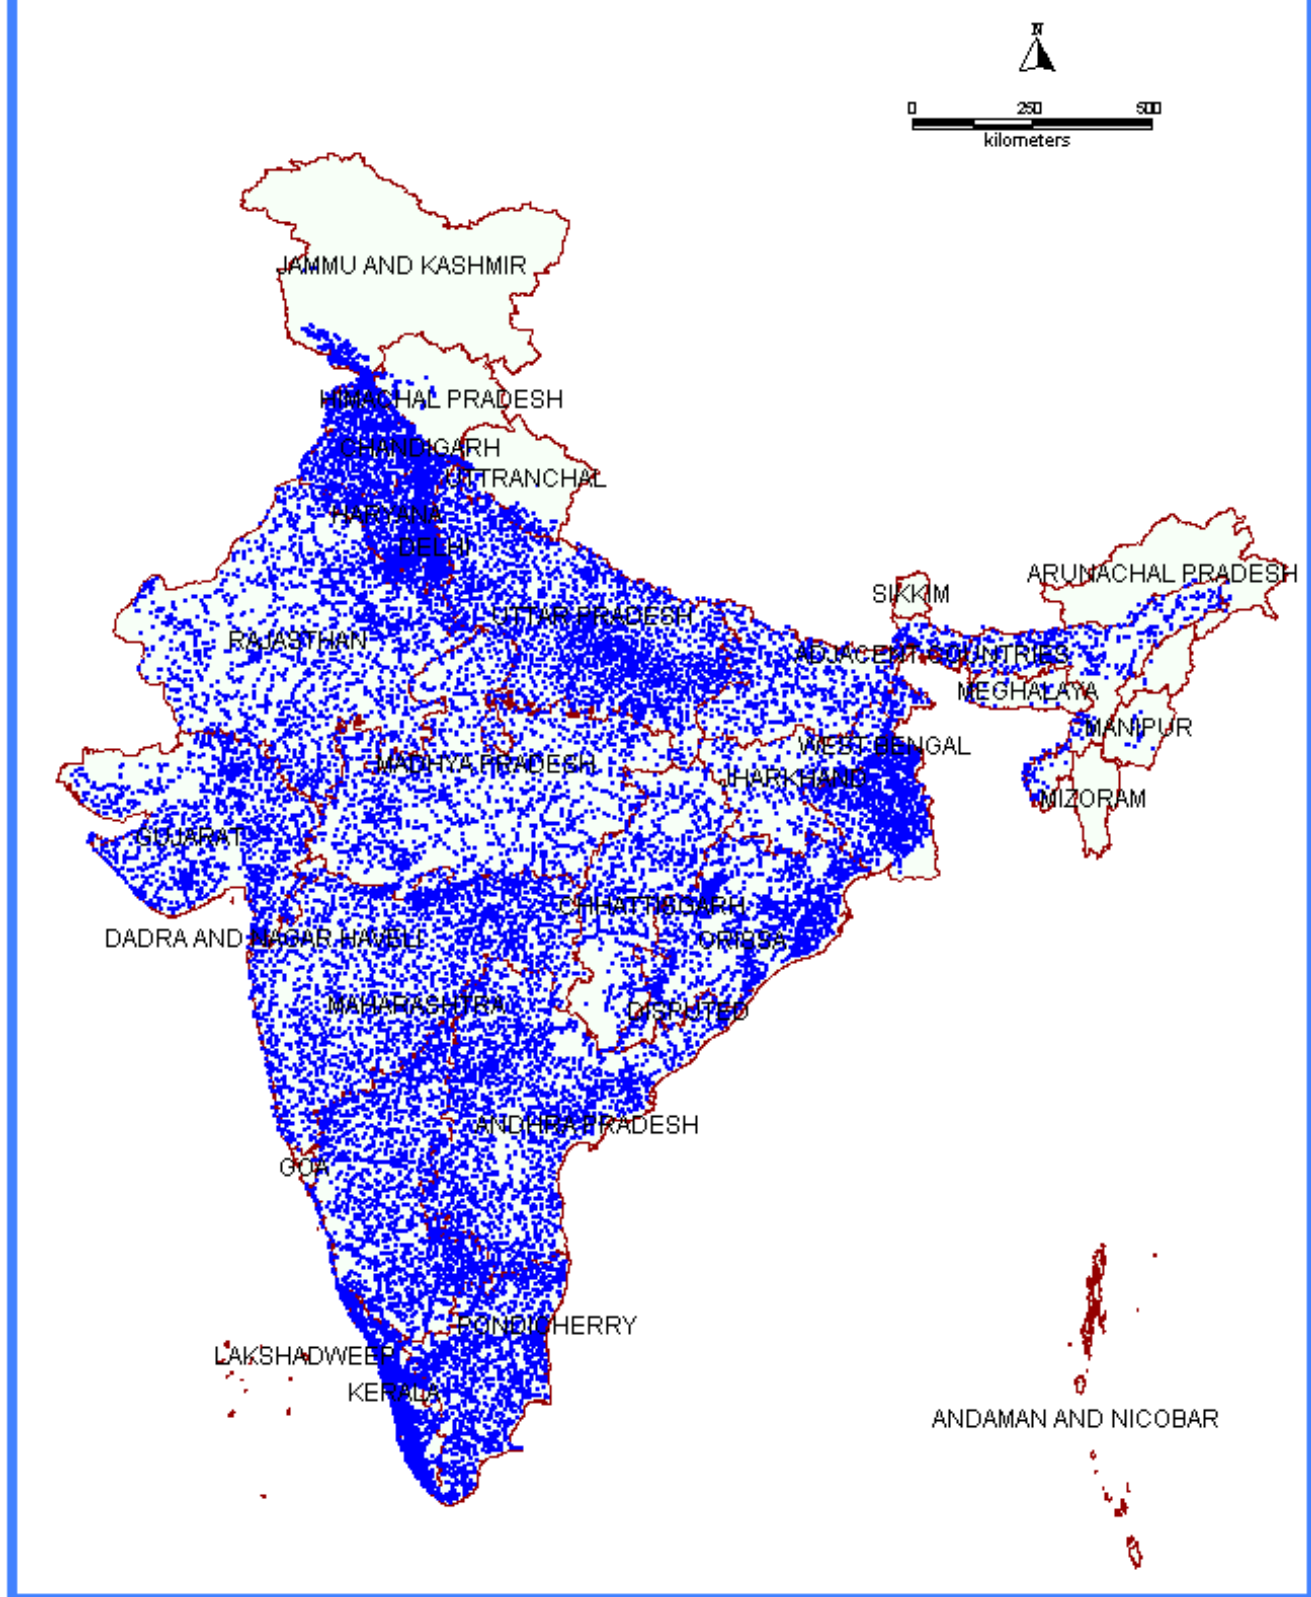 N
0 250 500
kilometers
JAMMU AND KASHMIR
HIMACHAL PRADESH
CHANDIGARH
UTTRANCHAL
HARYANA
DELHI
ARUNACHAL PRADESH
SIKKIM
UTTAR PRADESH
RAJASTHAN
ADJACENT COUNTRIES
MEGHALAYA
MANIPUR
WEST BENGAL
MADHYA PRADESH
JHARKHAND
MIZORAM
GUJARAT
CHHATTISGARH
DADRA AND NAGAR HAVELI
ORISSA
MAHARASHTRA
DISPUTED
ANDHRA PRADESH
GOA
PONDICHERRY
LAKSHADWEEP
KERALA
ANDAMAN AND NICOBAR